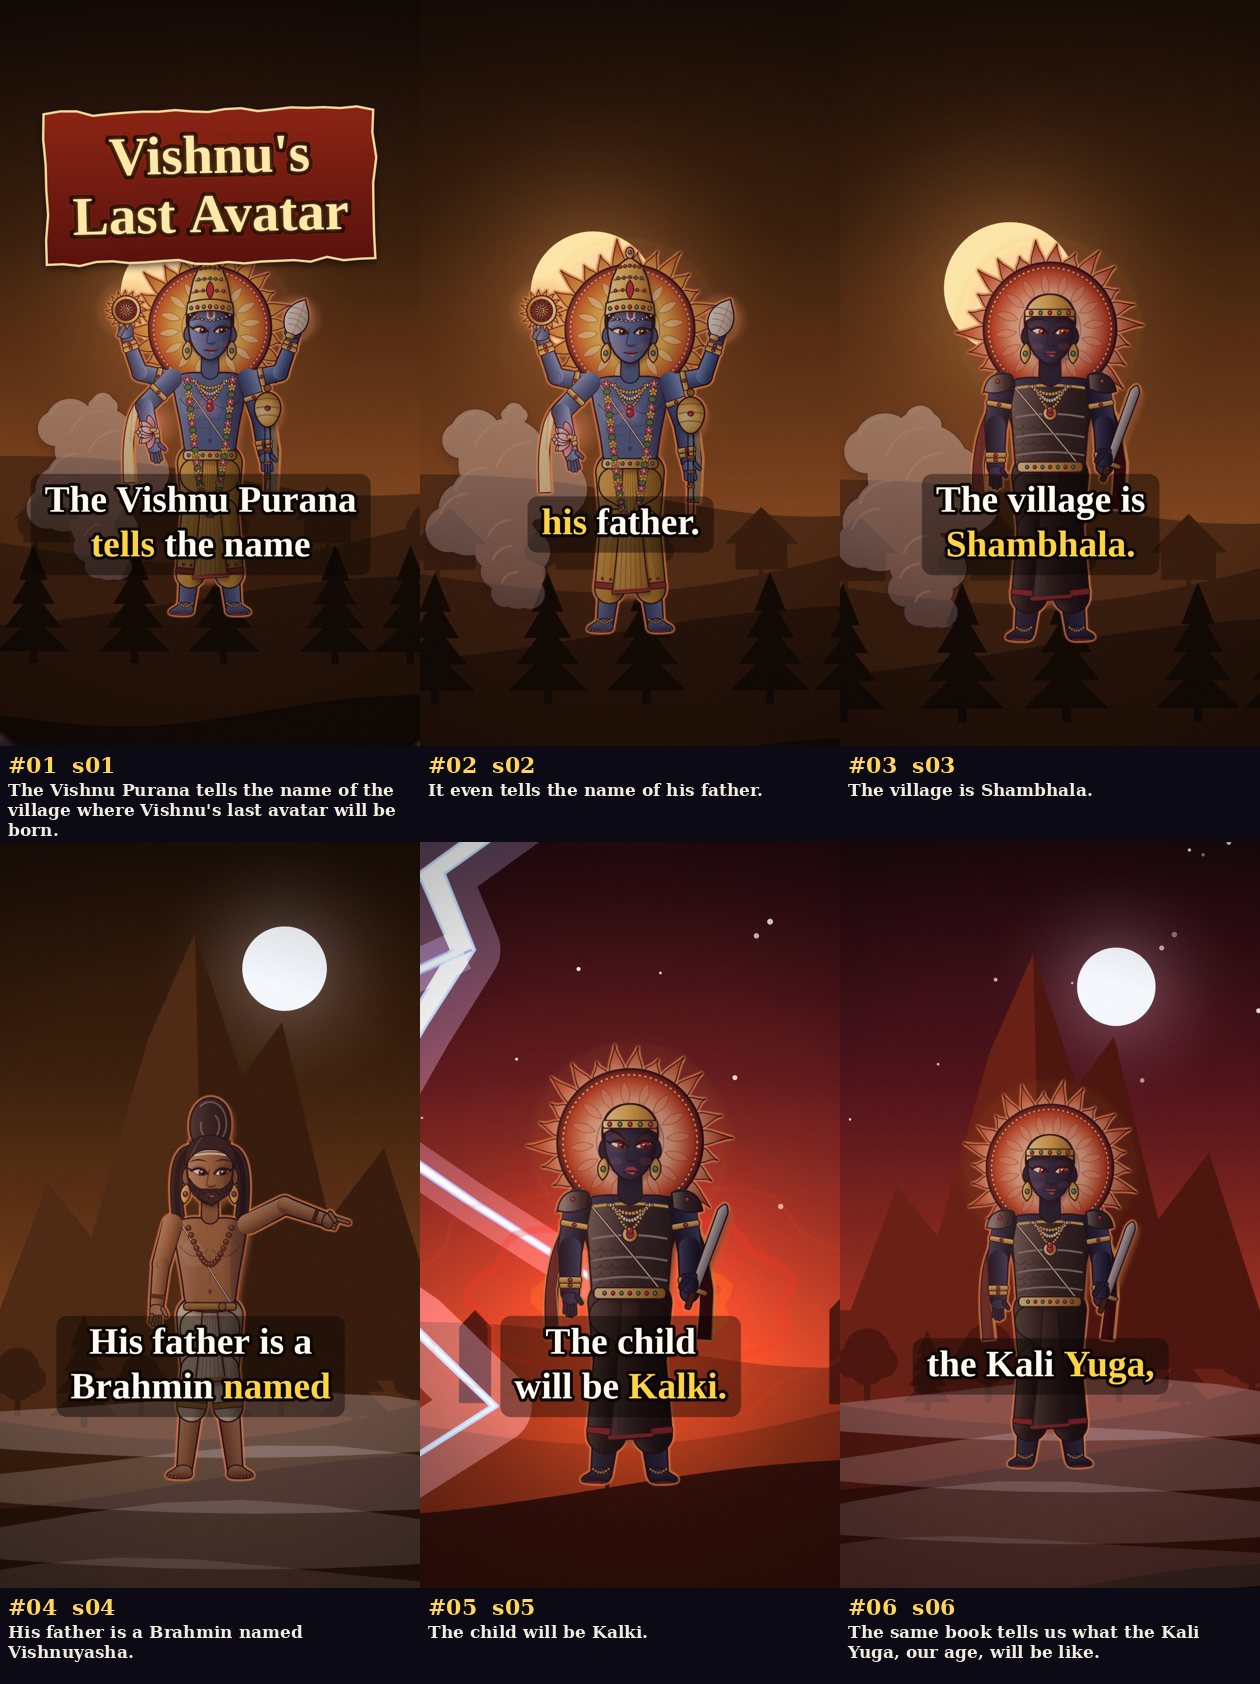 Vishnu's
Last Avatar
The Vishnu Purana
tells the name
his father.
The village is
Shambhala.
#01 s01
The Vishnu Purana tells the name of the
village where Vishnu's last avatar will be
born.
#02 s02
It even tells the name of his father.
#03 s03
The village is Shambhala.
His father is a
Brahmin named
The child
will be Kalki.
the Kali Yuga,
#04 s04
His father is a Brahmin named
Vishnuyasha.
#05 s05
The child will be Kalki.
#06 s06
The same book tells us what the Kali
Yuga, our age, will be like.